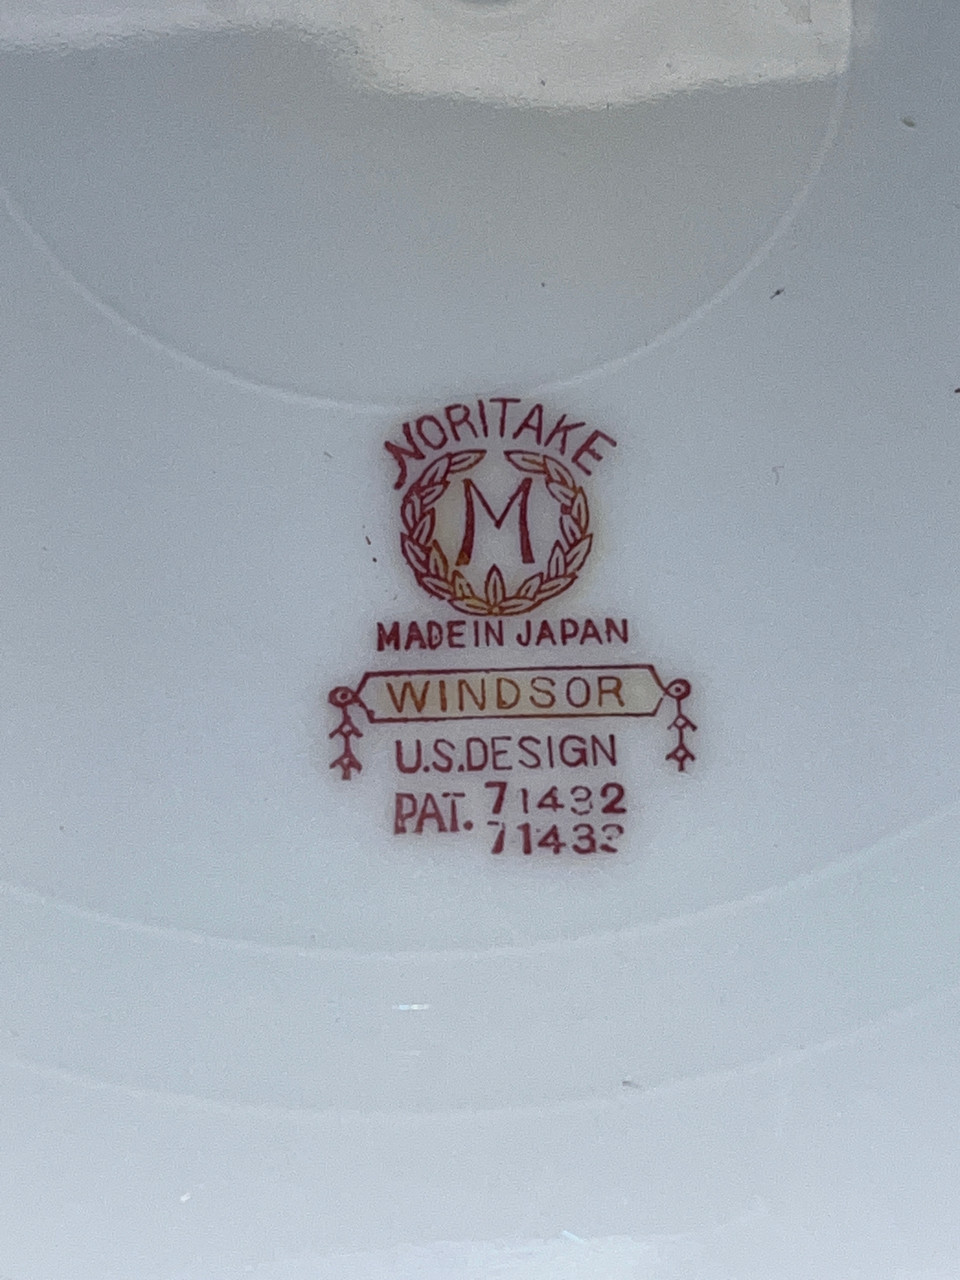 NORITAKE
M
MADE IN JAPAN
WINDSOR
U.S.DESIGN
PAT. 71432
71433